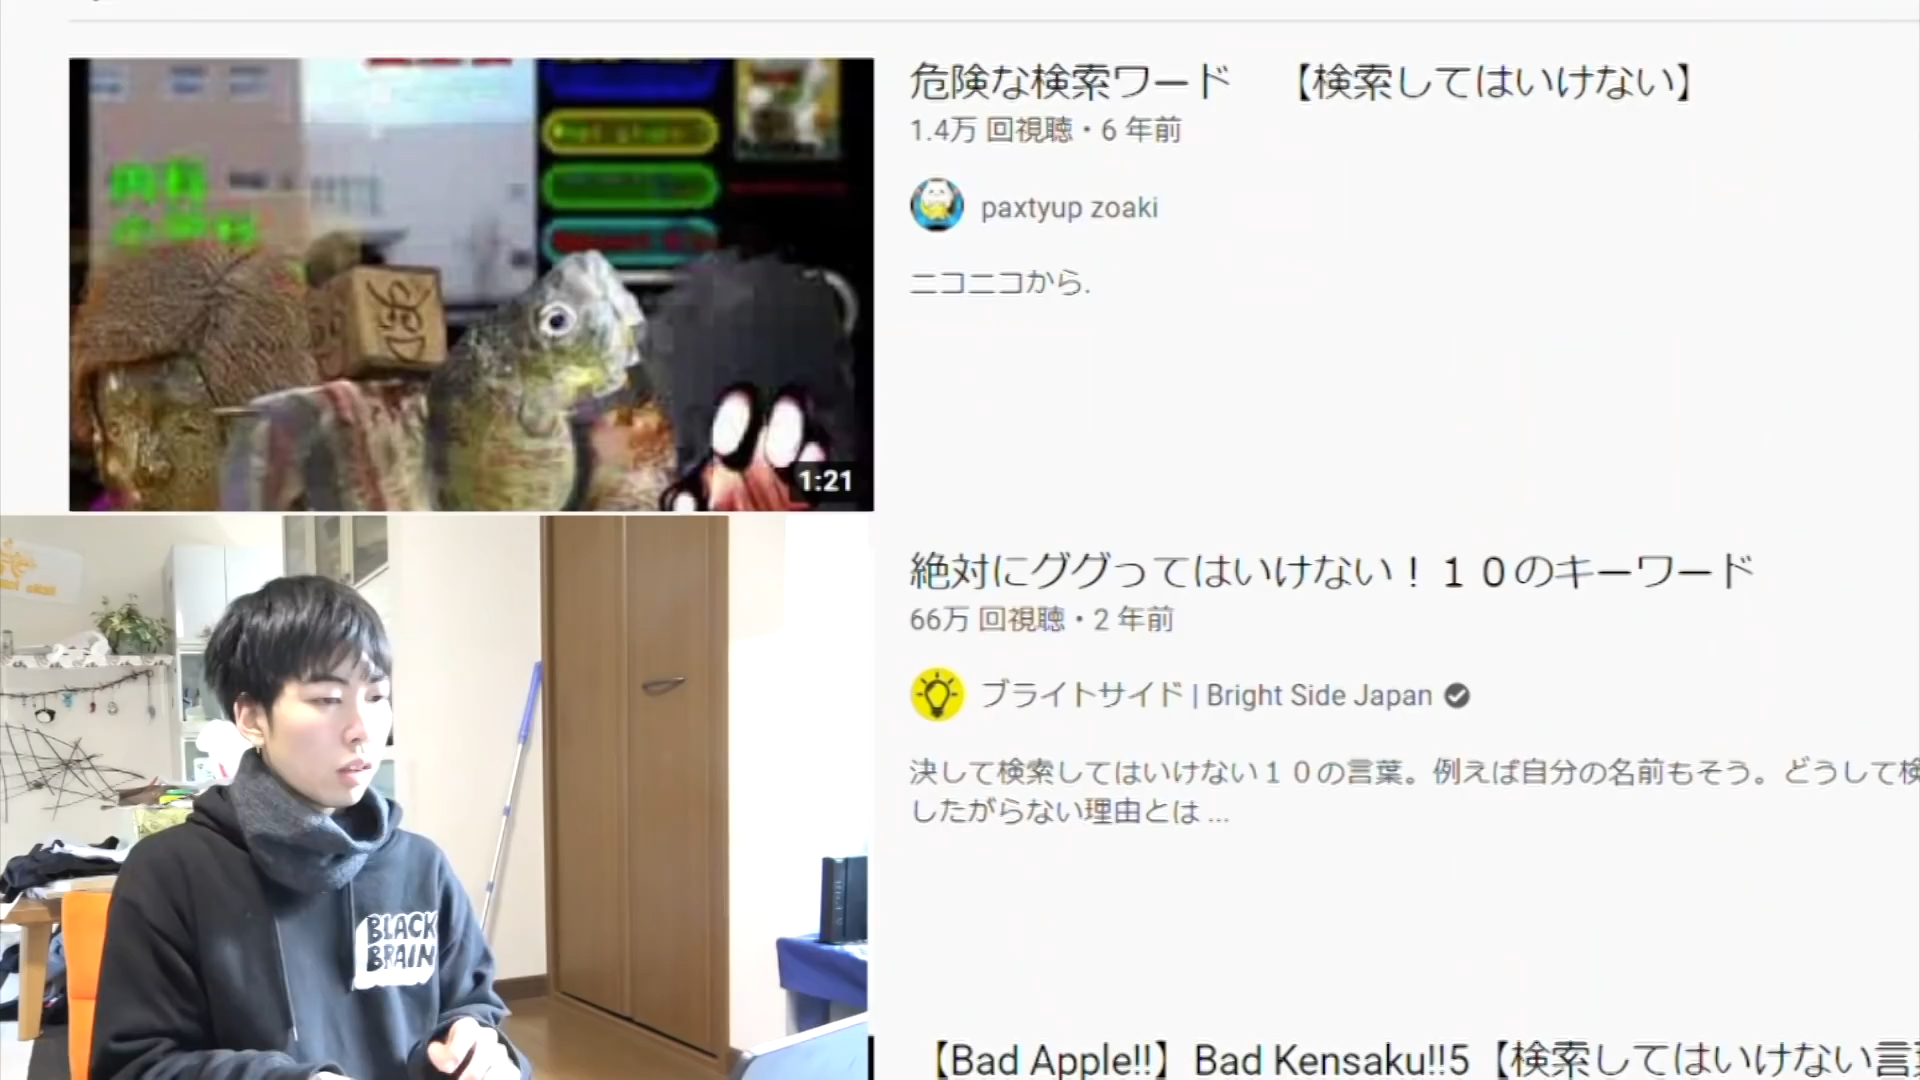 危険な検索ワード 【検索してはいけない】
1.4万 回視聴・6 年前
paxtyup zoaki
ニコニコから.
1:21
絶対にググってはいけない！１０のキーワード
66万 回視聴・2 年前
ブライトサイド | Bright Side Japan
決して検索してはいけない１０の言葉。例えば自分の名前もそう。どうして検
したがらない理由とは ...
BLACK
BRAIN
【Bad Apple!!】Bad Kensaku!!5【検索してはいけない言